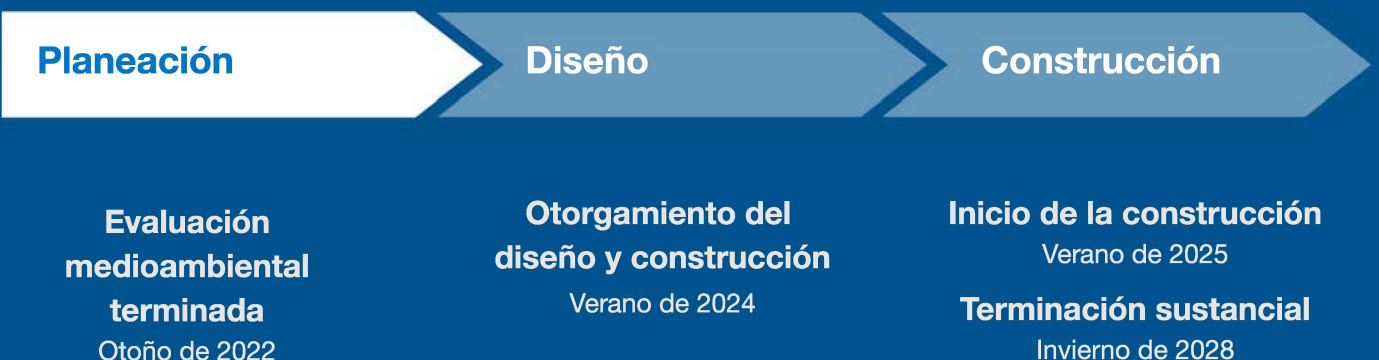 Planeación
Diseño
Construcción
Evaluación
medioambiental
terminada
Otoño de 2022
Otorgamiento del
diseño y construcción
Verano de 2024
Inicio de la construcción
Verano de 2025
Terminación sustancial
Invierno de 2028